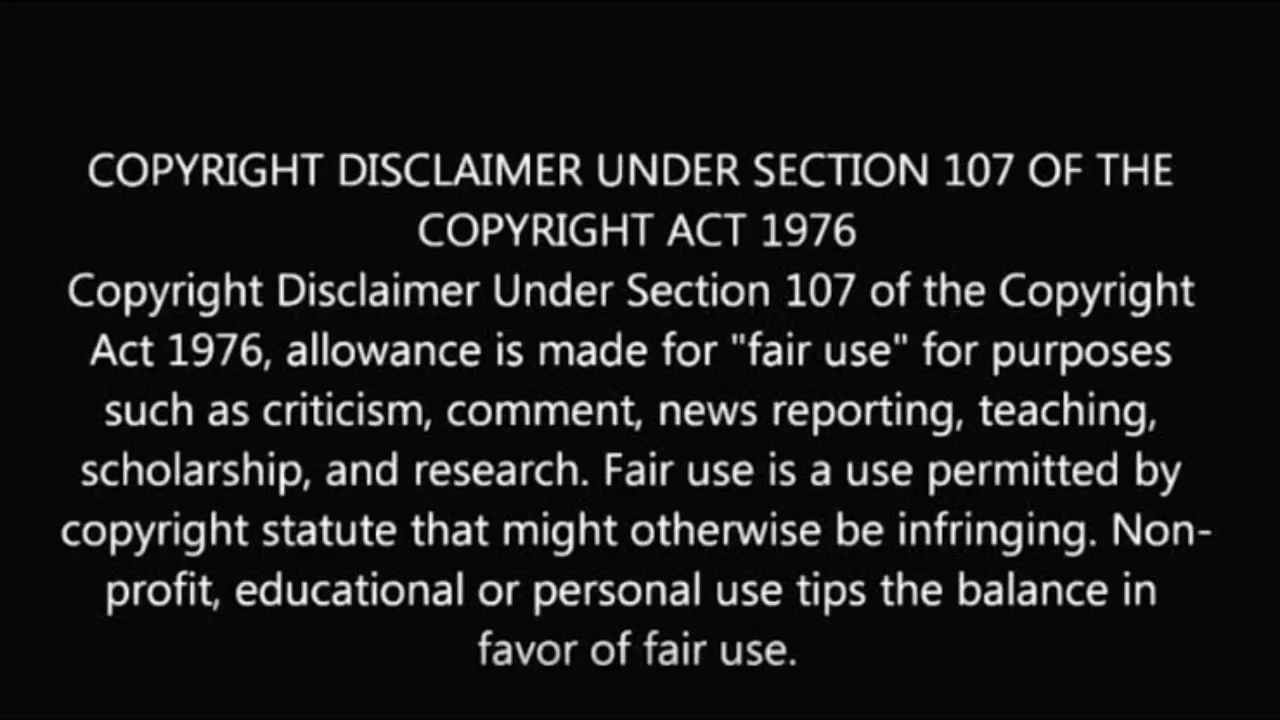 COPYRIGHT DISCLAIMER UNDER SECTION 107 OF THE
COPYRIGHT ACT 1976
Copyright Disclaimer Under Section 107 of the Copyright
Act 1976, allowance is made for "fair use" for purposes
such as criticism, comment, news reporting, teaching,
scholarship, and research. Fair use is a use permitted by
copyright statute that might otherwise be infringing. Non-
profit, educational or personal use tips the balance in
favor of fair use.